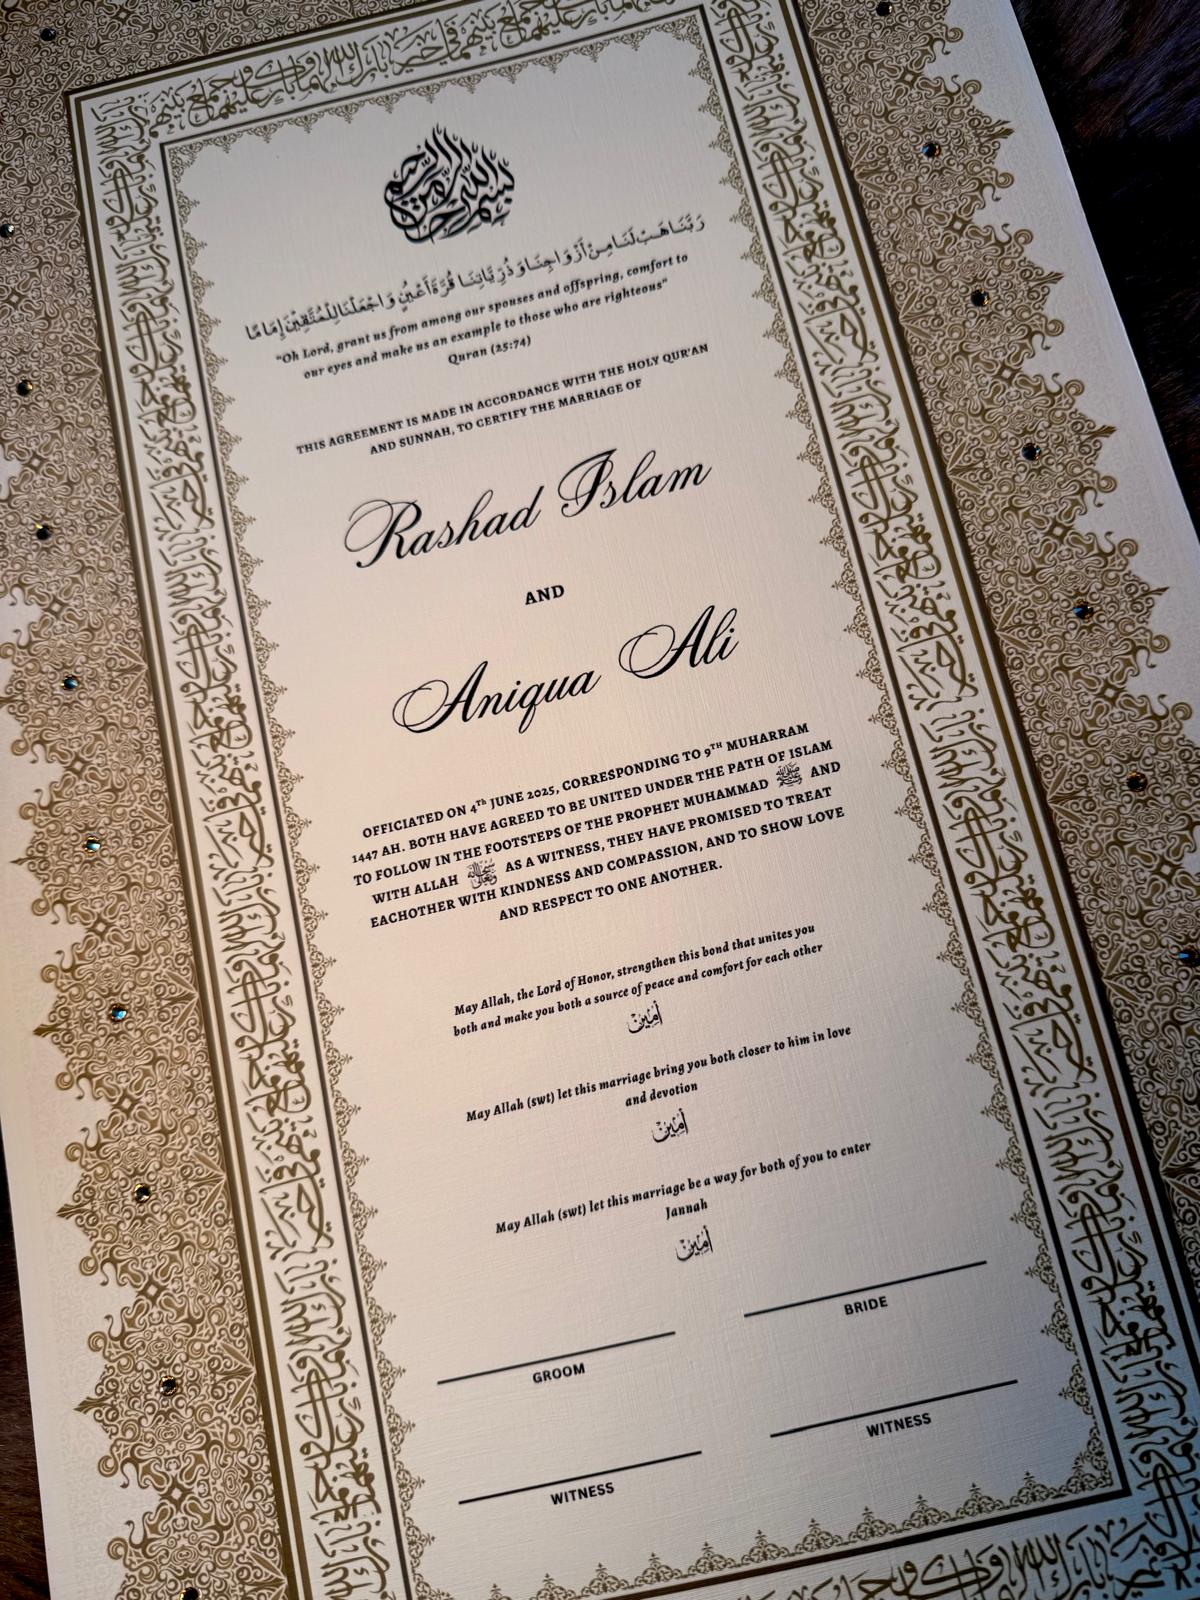 بسم الله الرحمن الرحيم
رَبَّنَا هَبْ لَنَا مِنْ أَزْوَاجِنَا وَذُرِّيَّاتِنَا قُرَّةَ أَعْيُنٍ وَاجْعَلْنَا لِلْمُتَّقِينَ إِمَامًا
"Oh Lord, grant us from among our spouses and offspring, comfort to
our eyes and make us an example to those who are righteous"
Quran (25:74)
THIS AGREEMENT IS MADE IN ACCORDANCE WITH THE HOLY QUR'AN
AND SUNNAH, TO CERTIFY THE MARRIAGE OF
Rashad Islam
AND
Aniqua Ali
OFFICIATED ON 4Th JUNE 2025, CORRESPONDING TO 9TH MUHARRAM
1447 AH. BOTH HAVE AGREED TO BE UNITED UNDER THE PATH OF ISLAM
TO FOLLOW IN THE FOOTSTEPS OF THE PROPHET MUHAMMAD ﷺ AND
WITH ALLAH سبحانه وتعالى AS A WITNESS, THEY HAVE PROMISED TO TREAT
EACHOTHER WITH KINDNESS AND COMPASSION, AND TO SHOW LOVE
AND RESPECT TO ONE ANOTHER.
May Allah, the Lord of Honor, strengthen this bond that unites you
both and make you both a source of peace and comfort for each other
أمِيْن
May Allah (swt) let this marriage bring you both closer to him in love
and devotion
أمِيْن
May Allah (swt) let this marriage be a way for both of you to enter
Jannah
أمِيْن
BRIDE
GROOM
WITNESS
WITNESS